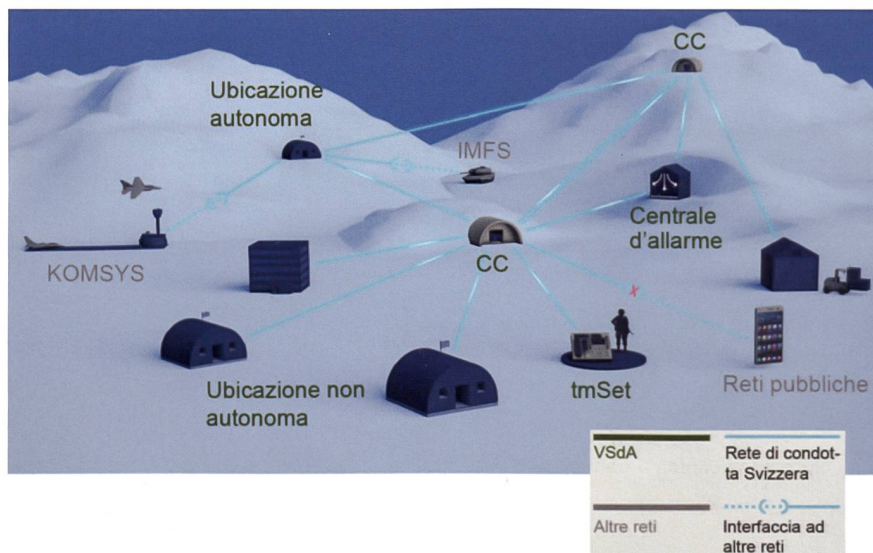 CC
Ubicazione
autonoma
IMFS
Centrale
d'allarme
KOMSYS
CC
Ubicazione non
autonoma
tmSet
Reti pubbliche
VSdA
Rete di condot-
ta Svizzera
Altre reti
Interfaccia ad
altre reti